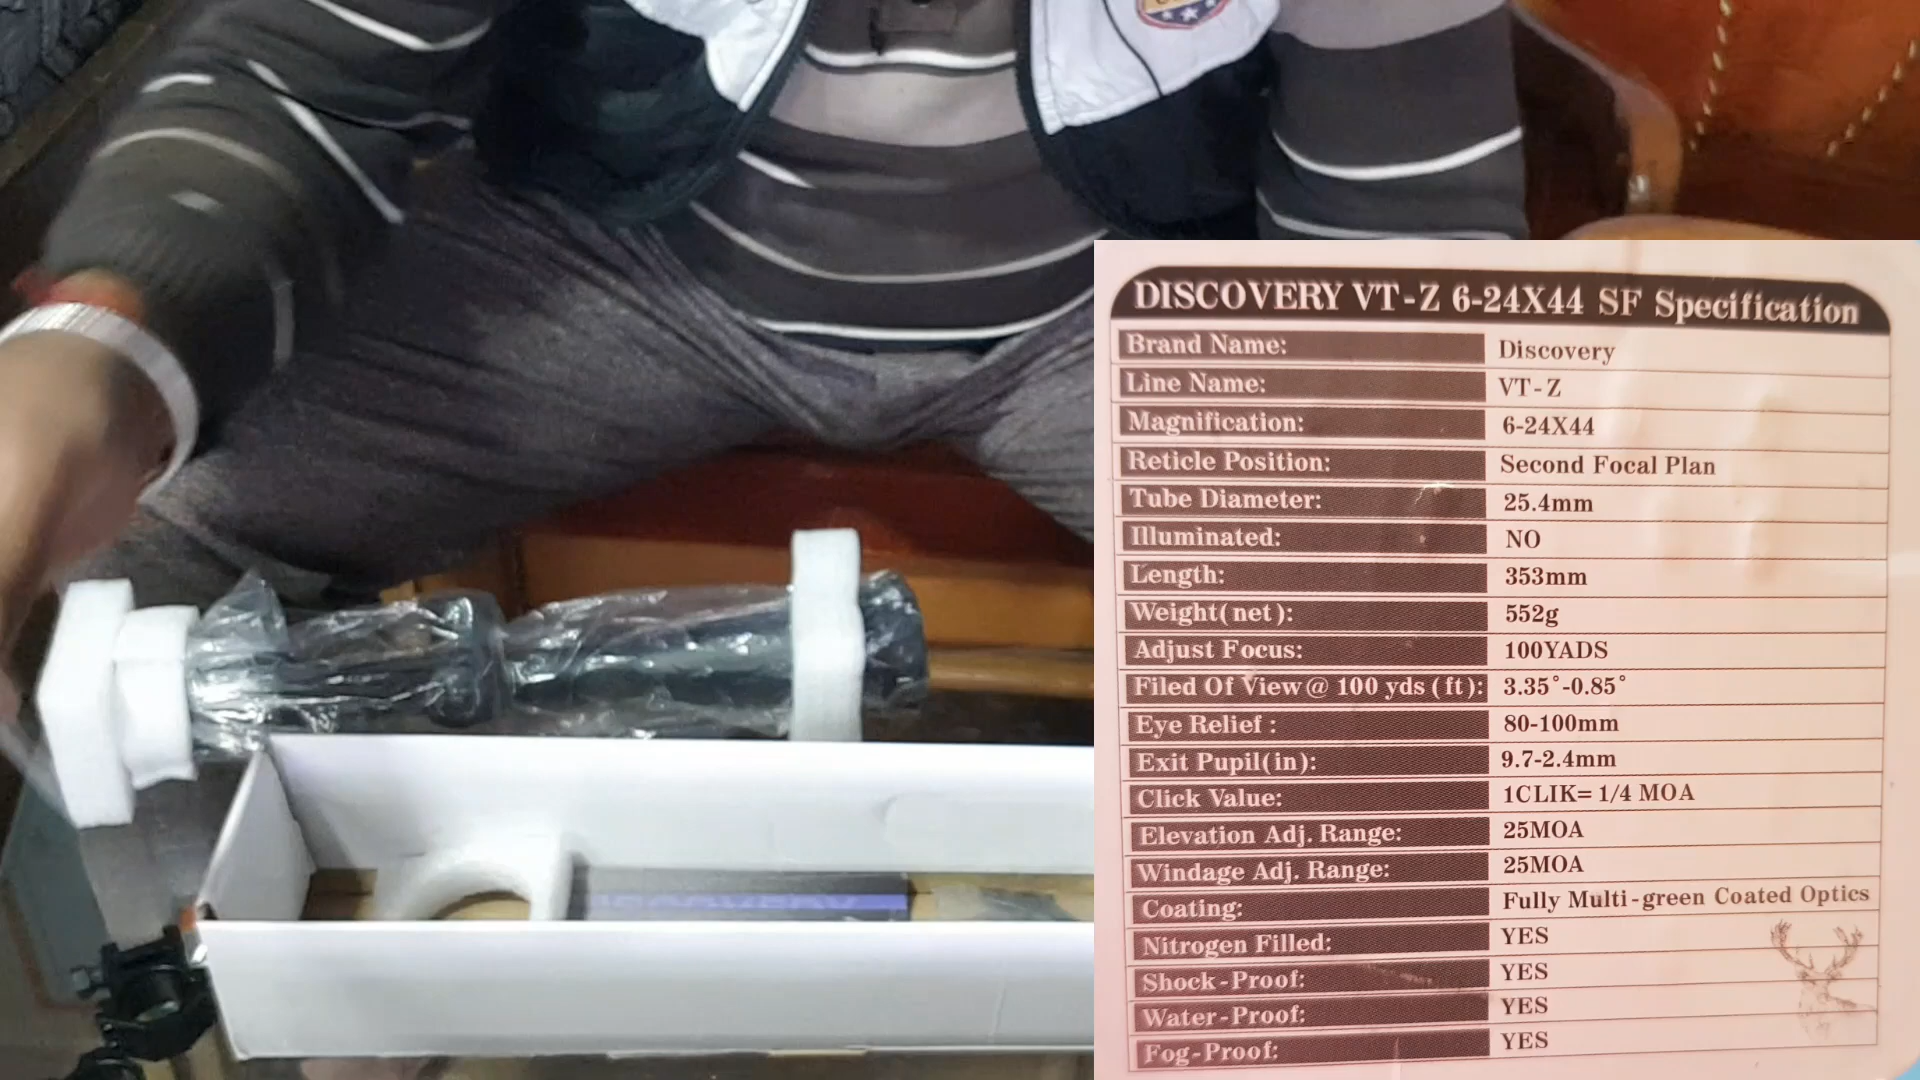 DISCOVERY VT-Z 6-24X44 SF Specification
Brand Name: Discovery
Line Name: VT-Z
Magnification: 6-24X44
Reticle Position: Second Focal Plan
Tube Diameter: 25.4mm
Illuminated: NO
Length: 353mm
Weight(net): 552g
Adjust Focus: 100YADS
Filed Of View@ 100 yds (ft): 3.35°-0.85°
Eye Relief : 80-100mm
Exit Pupil(in): 9.7-2.4mm
Click Value: 1CLIK= 1/4 MOA
Elevation Adj. Range: 25MOA
Windage Adj. Range: 25MOA
Coating: Fully Multi-green Coated Optics
Nitrogen Filled: YES
Shock-Proof: YES
Water-Proof: YES
Fog-Proof: YES
DISCOVERY